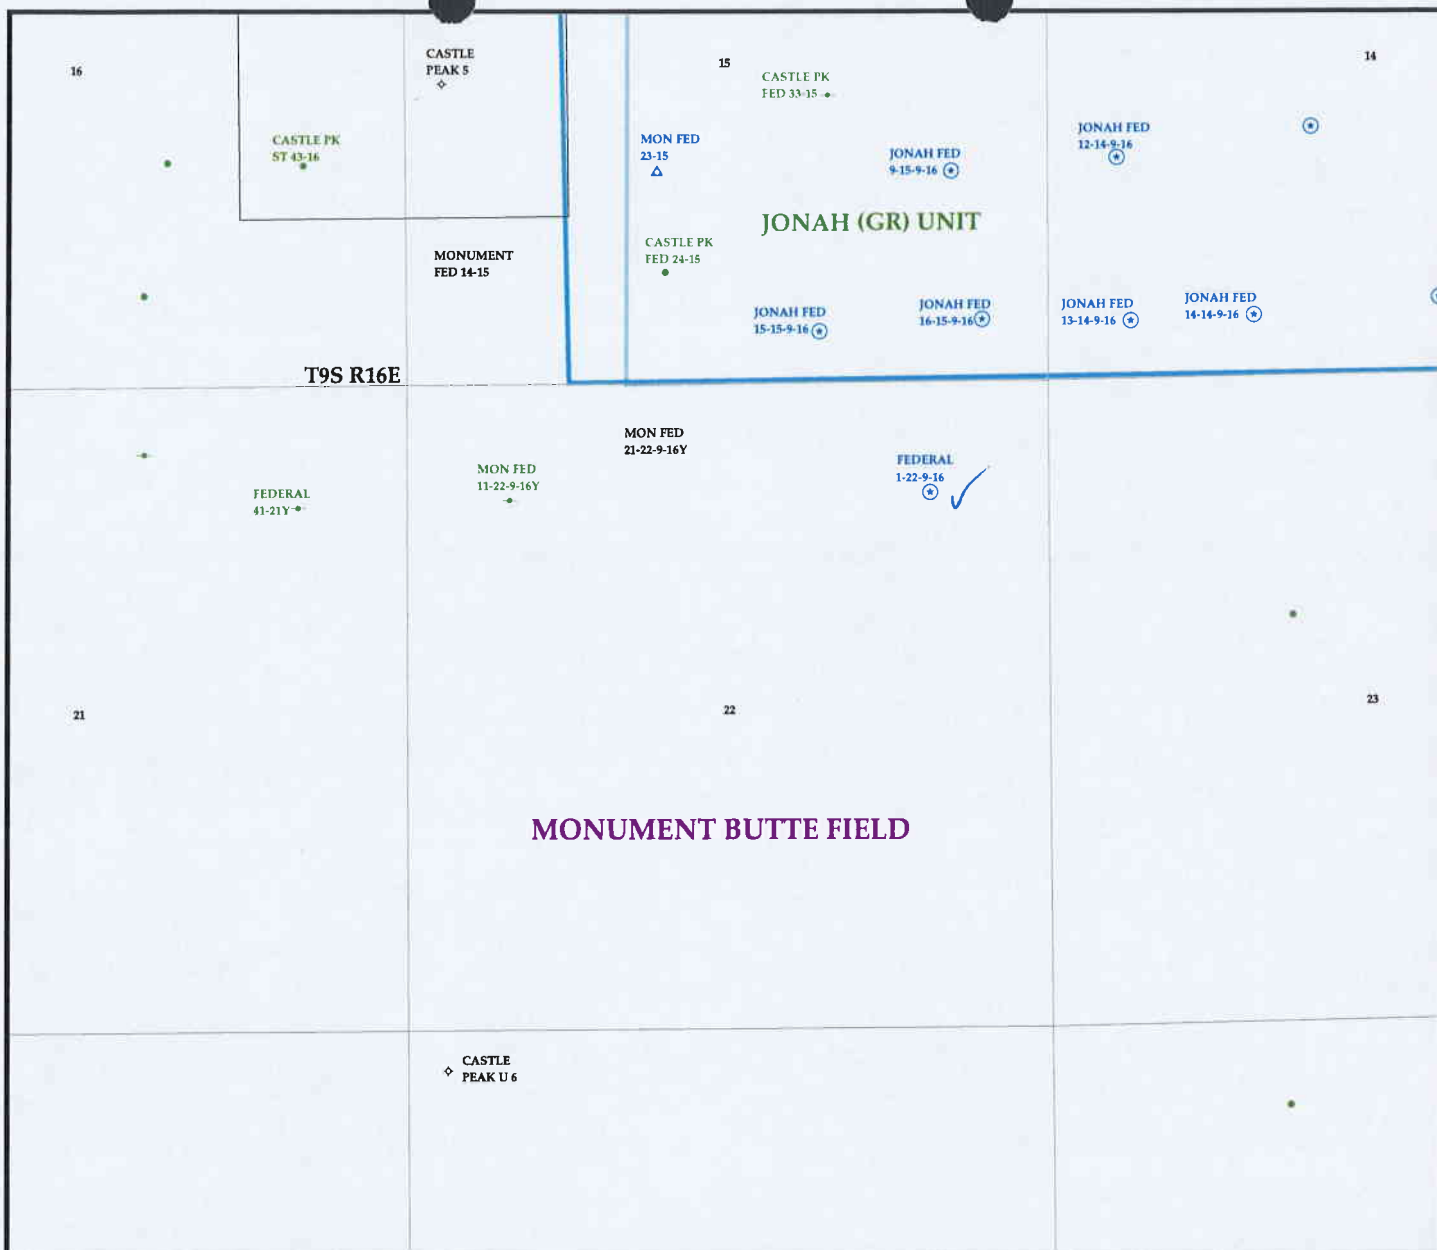 16
CASTLE
PEAK 5
15
CASTLE PK
FED 33-15
14
CASTLE PK
ST 43-16
MON FED
23-15
JONAH FED
9-15-9-16
JONAH FED
12-14-9-16
JONAH (GR) UNIT
MONUMENT
FED 14-15
CASTLE PK
FED 24-15
JONAH FED
15-15-9-16
JONAH FED
16-15-9-16
JONAH FED
13-14-9-16
JONAH FED
14-14-9-16
T9S R16E
MON FED
21-22-9-16Y
FEDERAL
41-21Y
MON FED
11-22-9-16Y
FEDERAL
1-22-9-16
21
22
23
MONUMENT BUTTE FIELD
CASTLE
PEAK U 6